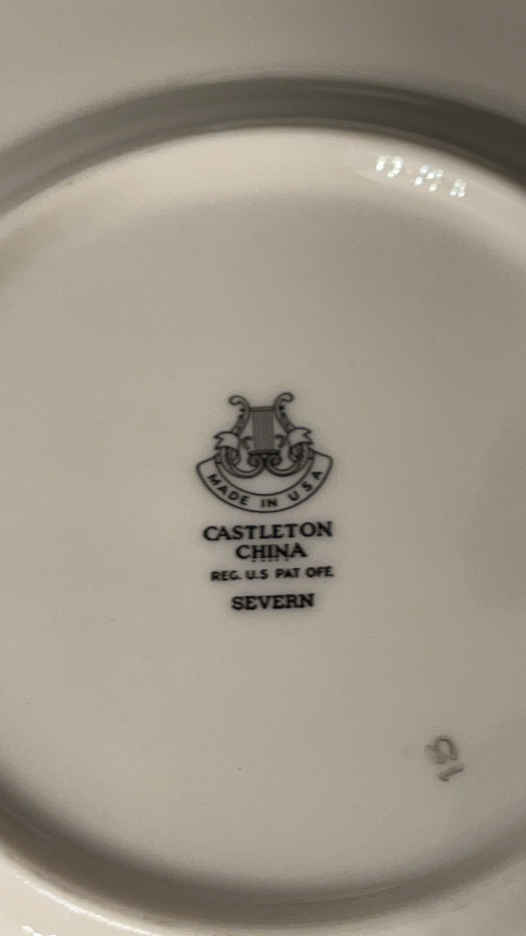 MADE IN USA
CASTLETON
CHINA
REG. U.S PAT OFF.
SEVERN